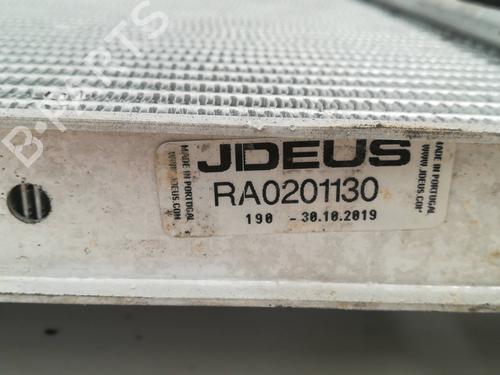 JDEUS
RA0201130
190 - 30.10.2019
MADE IN PORTUGAL
WWW.JDEUS.COM
MADE IN PORTUGAL
WWW.JDEUS.COM
B-PARTS